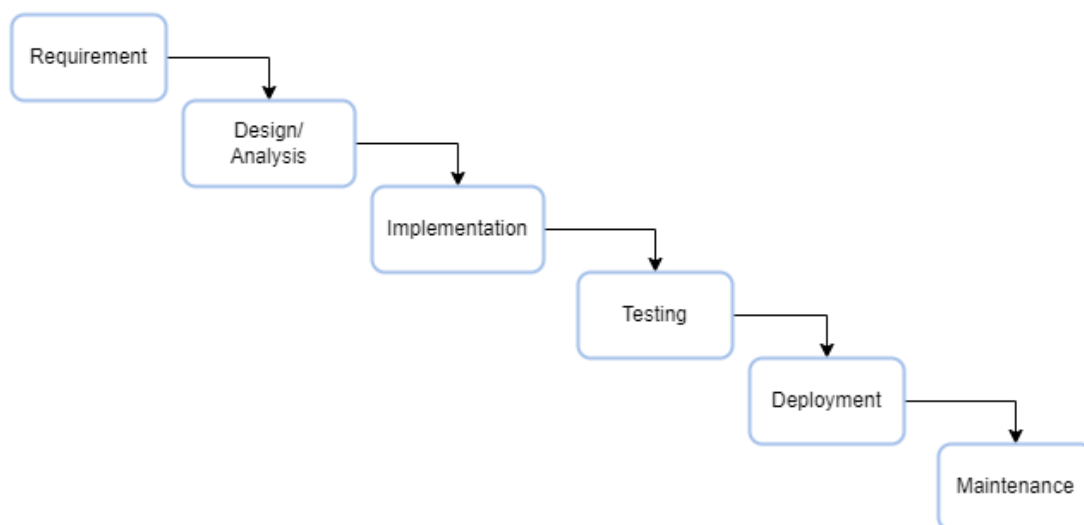 Requirement
Design/
Analysis
Implementation
Testing
Deployment
Maintenance